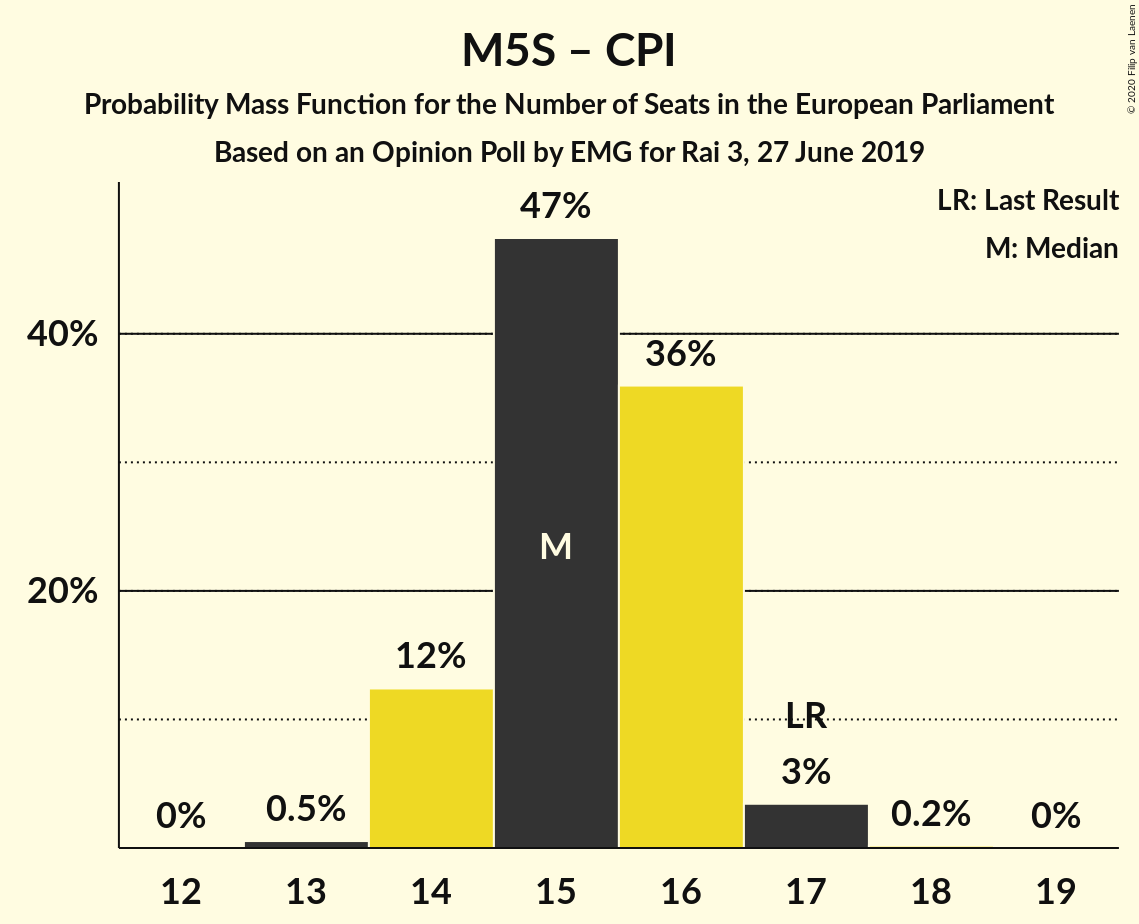 M5S – CPI
Probability Mass Function for the Number of Seats in the European Parliament
Based on an Opinion Poll by EMG for Rai 3, 27 June 2019
© 2020 Filip van Laenen
LR: Last Result
M: Median
47%
40%
36%
M
20%
12%
LR
3%
0%
0.5%
0.2%
0%
12 13 14 15 16 17 18 19